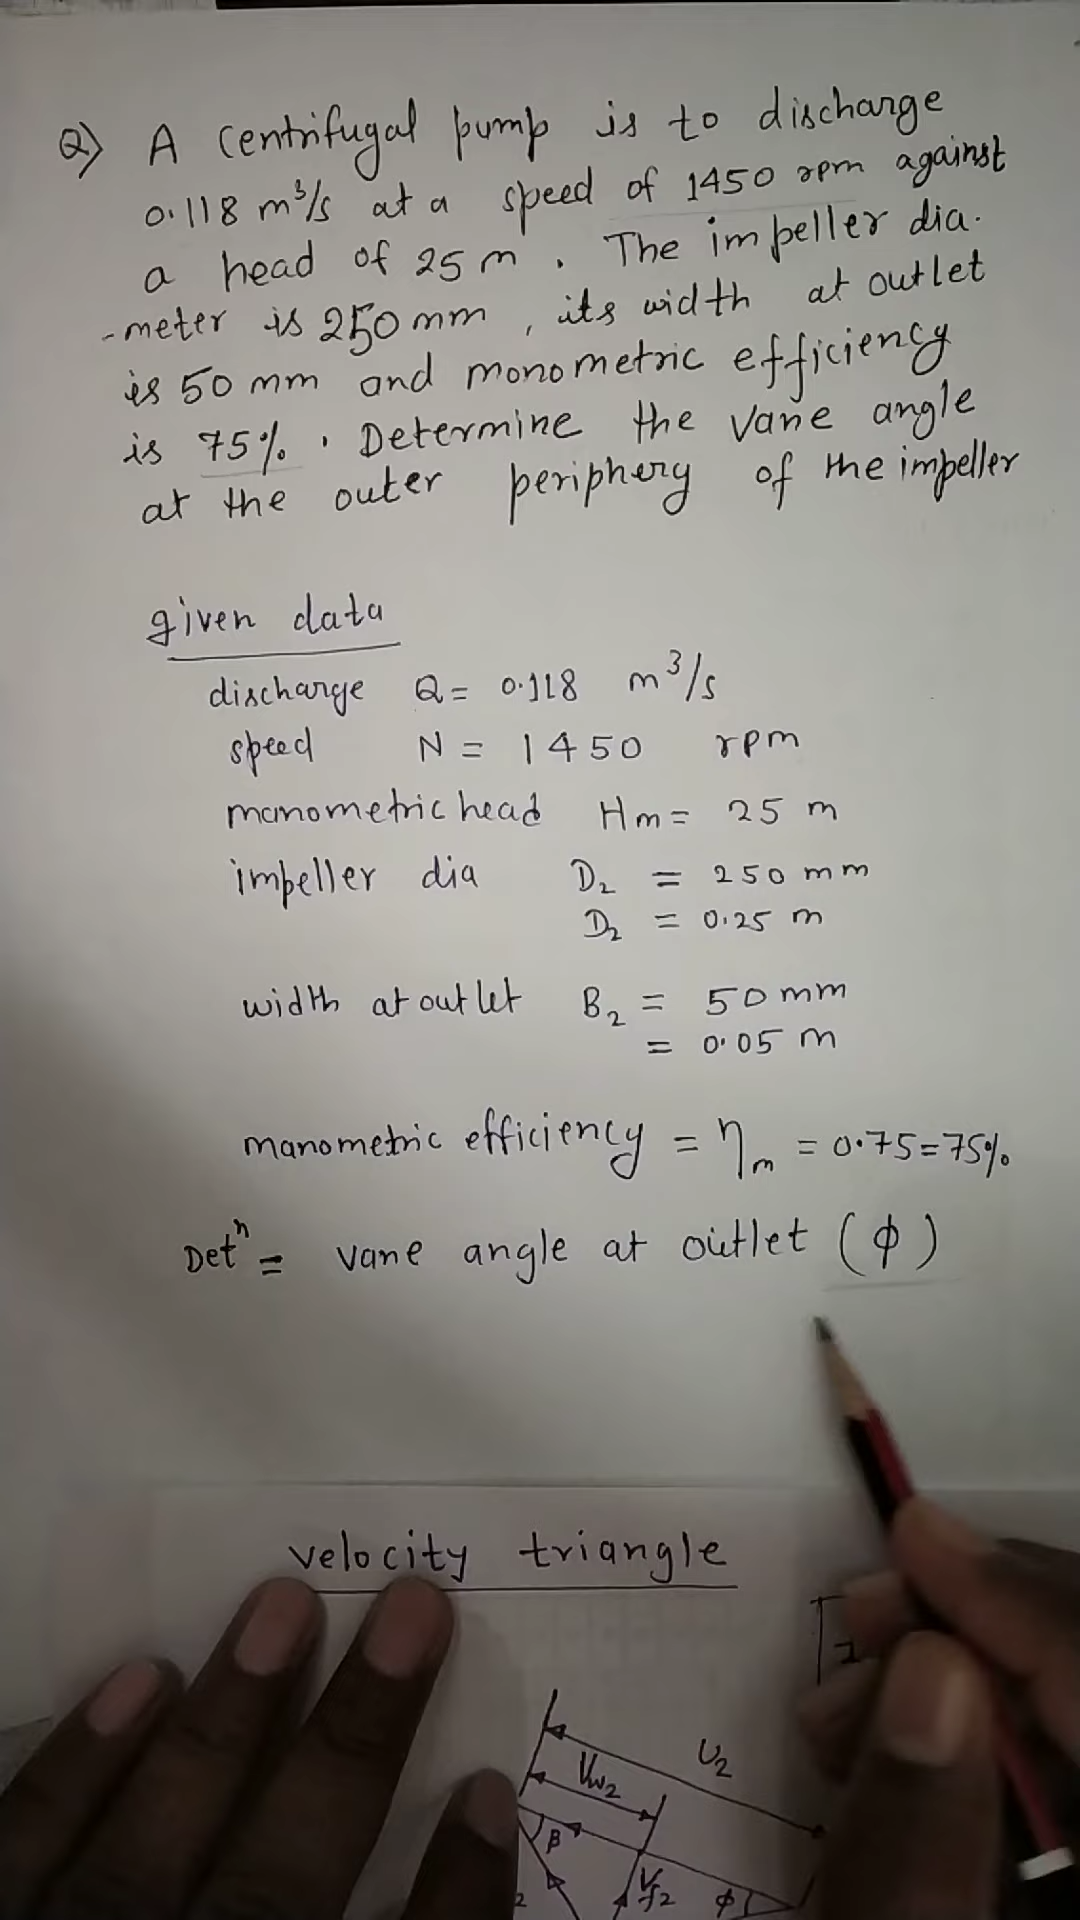 Q) A Centrifugal pump is to discharge
0.118 m³/s at a speed of 1450 rpm against
a head of 25 m . The impeller dia.
-meter is 250 mm , its width at outlet
is 50 mm and monometric efficiency
is 75% . Determine the vane angle
at the outer periphery of the impeller
given data
discharge Q = 0.118 m³/s
speed N = 1450 rpm
manometric head Hm = 25 m
impeller dia D₂ = 250 mm
D₂ = 0.25 m
width at outlet B₂ = 50 mm
= 0.05 m
manometric efficiency = ηm = 0.75 = 75%
Detⁿ = vane angle at outlet (ϕ)
velocity triangle
U₂
Vw₂
β
Vf₂
ϕ
2
2